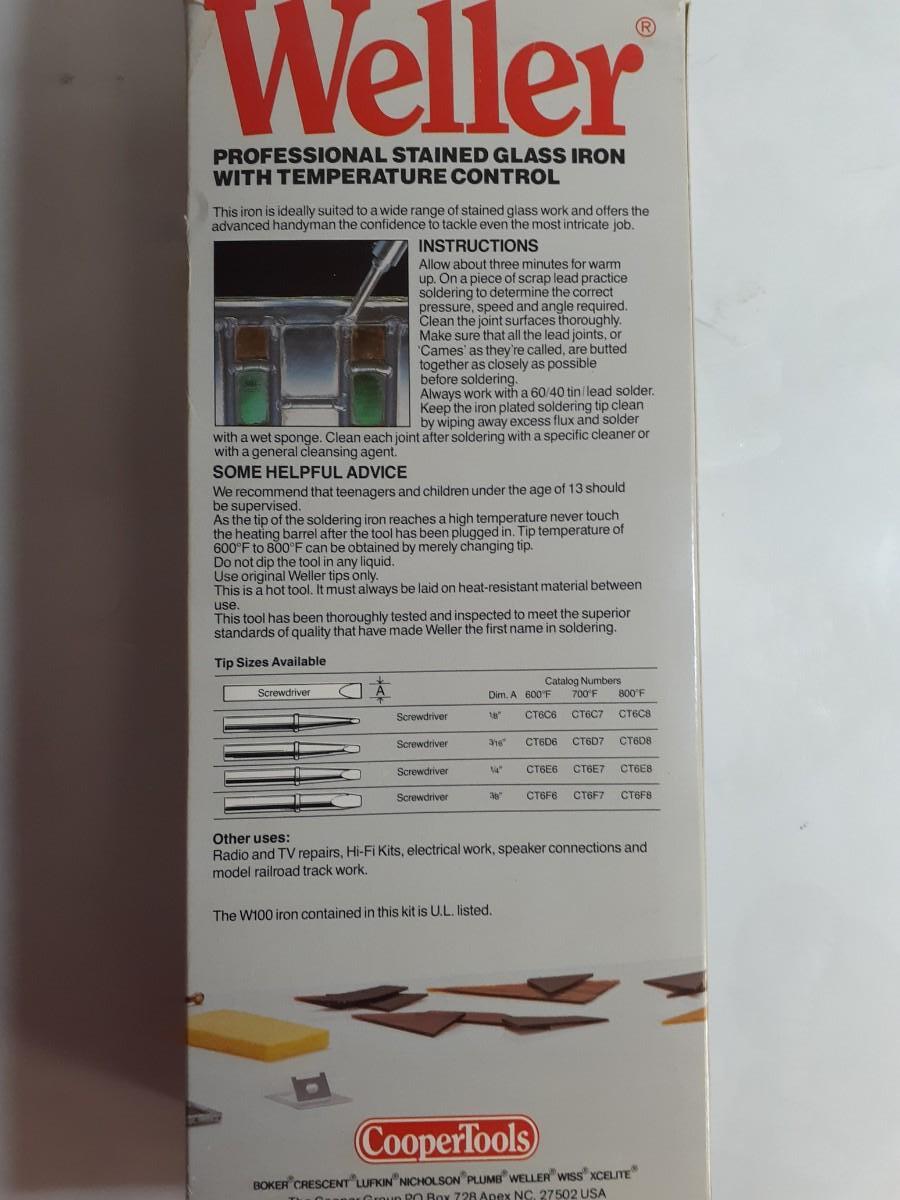 Weller®
PROFESSIONAL STAINED GLASS IRON
WITH TEMPERATURE CONTROL
This iron is ideally suited to a wide range of stained glass work and offers the
advanced handyman the confidence to tackle even the most intricate job.
INSTRUCTIONS
Allow about three minutes for warm
up. On a piece of scrap lead practice
soldering to determine the correct
pressure, speed and angle required.
Clean the joint surfaces thoroughly.
Make sure that all the lead joints, or
'Cames' as they're called, are butted
together as closely as possible
before soldering.
Always work with a 60/40 tin/lead solder.
Keep the iron plated soldering tip clean
by wiping away excess flux and solder
with a wet sponge. Clean each joint after soldering with a specific cleaner or
with a general cleansing agent.
SOME HELPFUL ADVICE
We recommend that teenagers and children under the age of 13 should
be supervised.
As the tip of the soldering iron reaches a high temperature never touch
the heating barrel after the tool has been plugged in. Tip temperature of
600°F to 800°F can be obtained by merely changing tip.
Do not dip the tool in any liquid.
Use original Weller tips only.
This is a hot tool. It must always be laid on heat-resistant material between
use.
This tool has been thoroughly tested and inspected to meet the superior
standards of quality that have made Weller the first name in soldering.
Tip Sizes Available
Catalog Numbers
Screwdriver A Dim. A 600°F 700°F 800°F
Screwdriver 1/8" CT6C6 CT6C7 CT6C8
Screwdriver 3/16" CT6D6 CT6D7 CT6D8
Screwdriver 1/4" CT6E6 CT6E7 CT6E8
Screwdriver 3/8" CT6F6 CT6F7 CT6F8
Other uses:
Radio and TV repairs, Hi-Fi Kits, electrical work, speaker connections and
model railroad track work.
The W100 iron contained in this kit is U.L. listed.
CooperTools
BOKER® CRESCENT® LUFKIN® NICHOLSON® PLUMB® WELLER® WISS® XCELITE®
The Cooper Group PO Box 728 Apex NC, 27502 USA